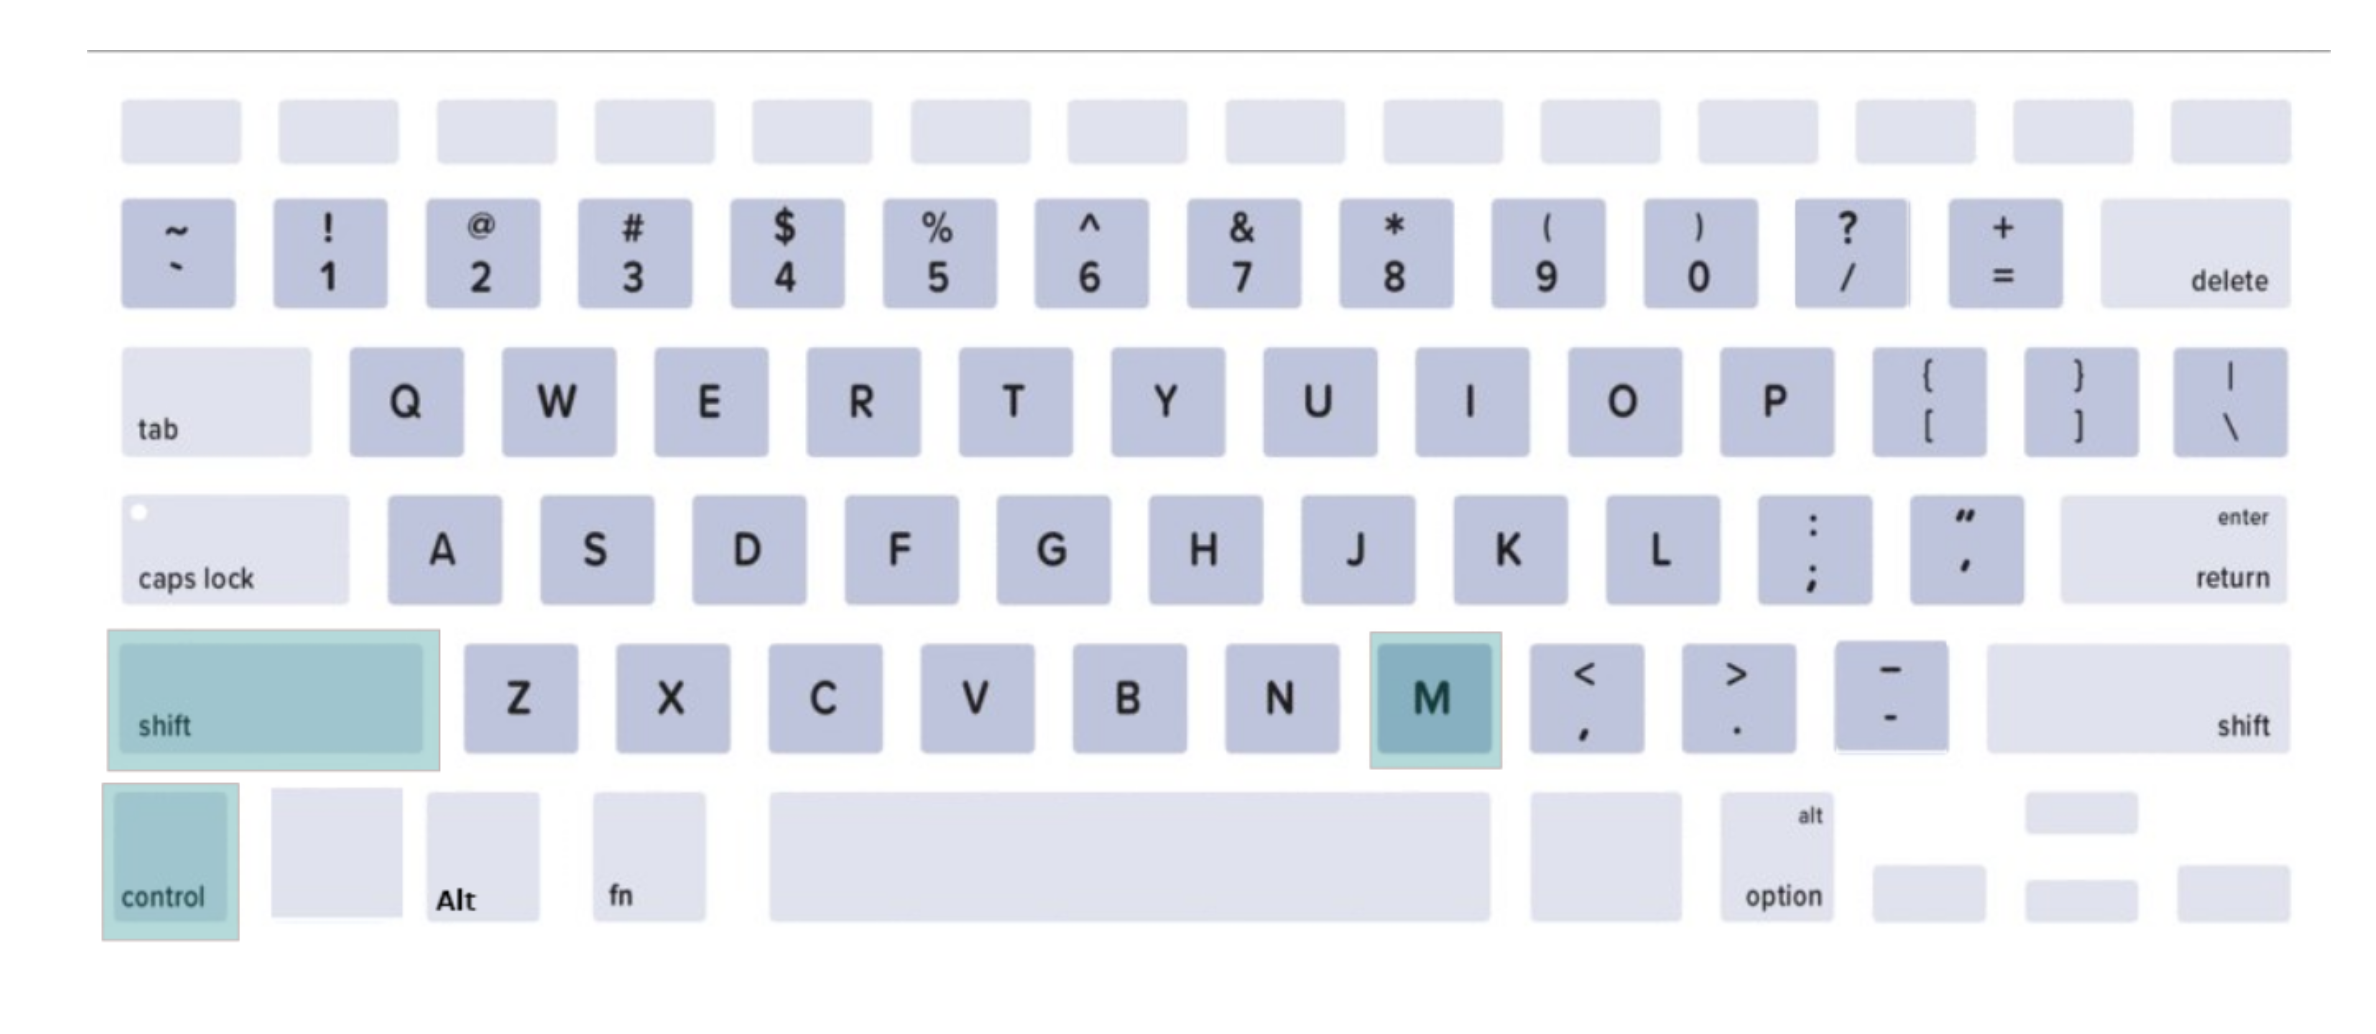 ~ ! @ # $ % ^ & * ( ) ? +
` 1 2 3 4 5 6 7 8 9 0 / = delete
tab Q W E R T Y U I O P { } |
[ ] \
caps lock A S D F G H J K L : " enter
; ' return
shift Z X C V B N M < > – shift
, . -
control Alt fn alt
option